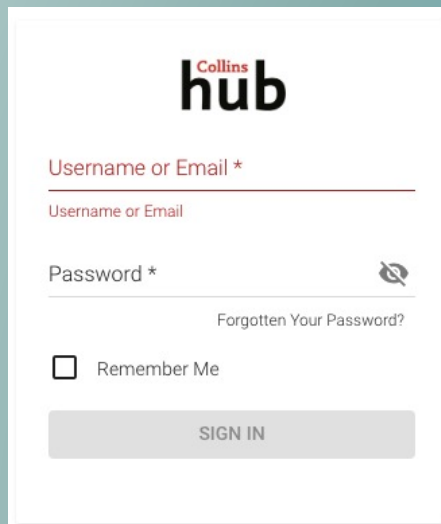 Collins
hub
Username or Email *
Username or Email
Password *
Forgotten Your Password?
Remember Me
SIGN IN